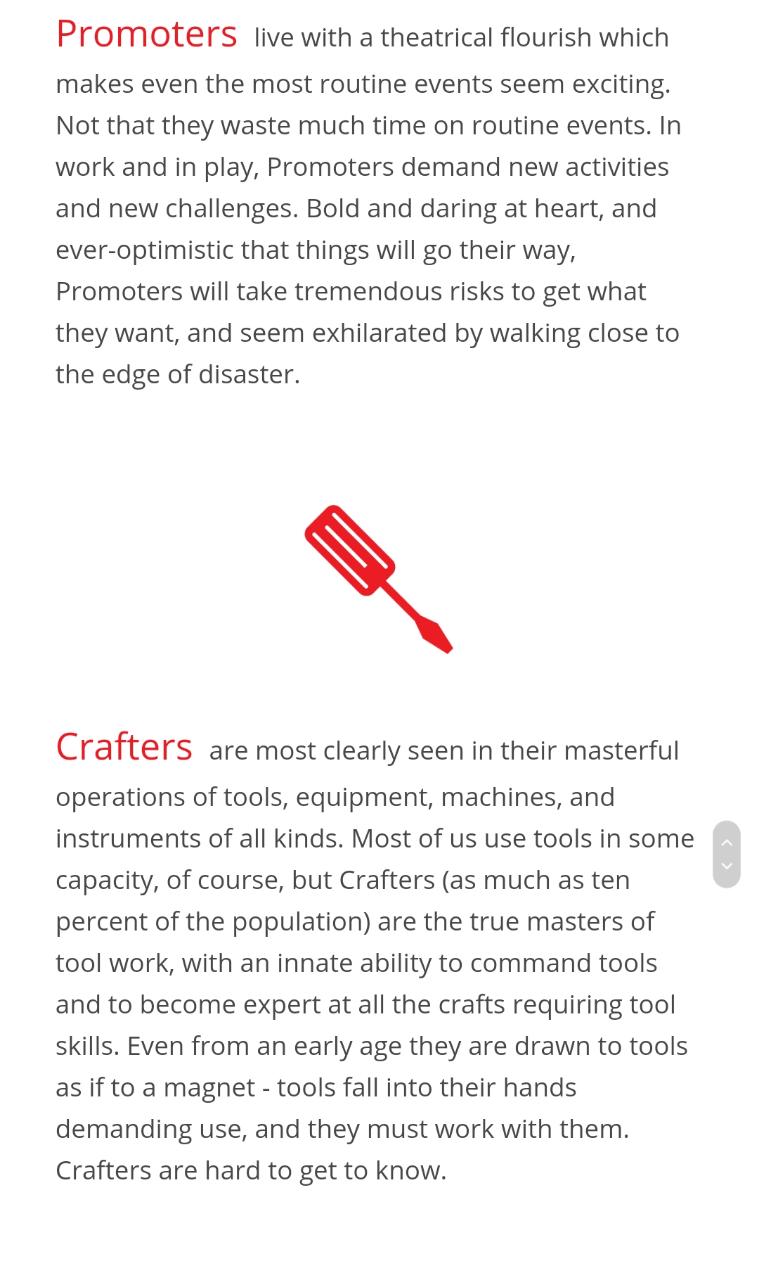 Promoters live with a theatrical flourish which
makes even the most routine events seem exciting.
Not that they waste much time on routine events. In
work and in play, Promoters demand new activities
and new challenges. Bold and daring at heart, and
ever-optimistic that things will go their way,
Promoters will take tremendous risks to get what
they want, and seem exhilarated by walking close to
the edge of disaster.
Crafters are most clearly seen in their masterful
operations of tools, equipment, machines, and
instruments of all kinds. Most of us use tools in some
capacity, of course, but Crafters (as much as ten
percent of the population) are the true masters of
tool work, with an innate ability to command tools
and to become expert at all the crafts requiring tool
skills. Even from an early age they are drawn to tools
as if to a magnet - tools fall into their hands
demanding use, and they must work with them.
Crafters are hard to get to know.